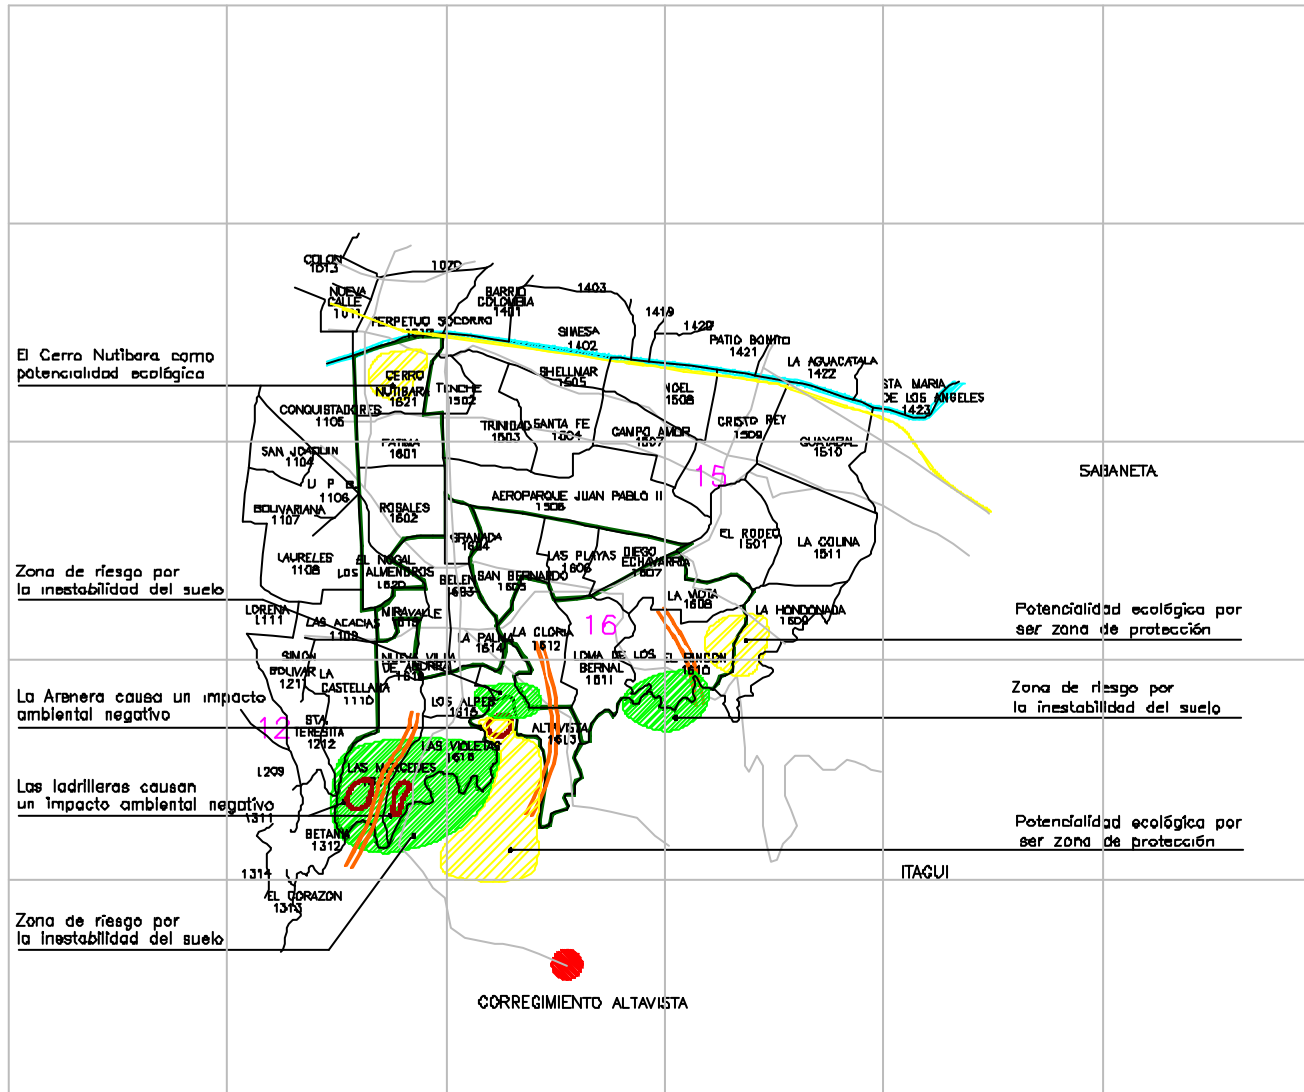 COLON
1013
1020
NUEVA
CALLE
BARRIO
COLOMBIA
1401
1403
1419
1420
PERPETUO SOCORRO
SIMESA
1402
PATIO BONITO
1421
LA AGUACATALA
1422
STA MARIA
DE LOS ANGELES
1423
El Cerro Nutibara como
potencialidad ecológica
CERRO
NUTIBARA
1621
SHELLMAR
1505
NOEL
1508
CONQUISTADORES
1105
TRINIDAD
1503
SANTA FE
1504
CAMPO AMOR
1507
CRISTO REY
1509
GUAYABAL
1510
SAN JOAQUIN
1104
FATIMA
1601
15
SABANETA
U P B
1106
BOLIVARIANA
1107
ROSALES
1602
AEROPARQUE JUAN PABLO II
1506
EL RODEO
1501
LA COLINA
1511
GRANADA
1604
LAURELES
1108
EL NOGAL
LOS ALMENDROS
1620
LAS PLAYAS
1606
DIEGO
ECHAVARRIA
1607
Zona de riesgo por
la inestabilidad del suelo
BELEN
1603
SAN BERNARDO
1605
LA MOTA
1608
LA HONDONADA
1609
LORENA
1111
LAS ACACIAS
1109
MIRAVALLE
1619
16
Potencialidad ecológica por
ser zona de protección
LA PALMA
1614
LA GLORIA
1612
SIMON
BOLIVAR
1211
NUEVA VILLA
DE ABURRA
LOMA DE LOS
BERNAL
1611
EL RINCON
1610
LA
CASTELLANA
1110
Zona de riesgo por
la inestabilidad del suelo
La Arenera causa un impacto
ambiental negativo
LOS ALPES
1615
12
STA.
TERESITA
1212
ALTAVISTA
1613
LAS VIOLETAS
1616
LAS MERCEDES
1209
Las ladrilleras causan
un impacto ambiental negativo
1311
BETANIA
1312
Potencialidad ecológica por
ser zona de protección
1314
ITAGUI
EL CORAZON
1313
Zona de riesgo por
la inestabilidad del suelo
CORREGIMIENTO ALTAVISTA